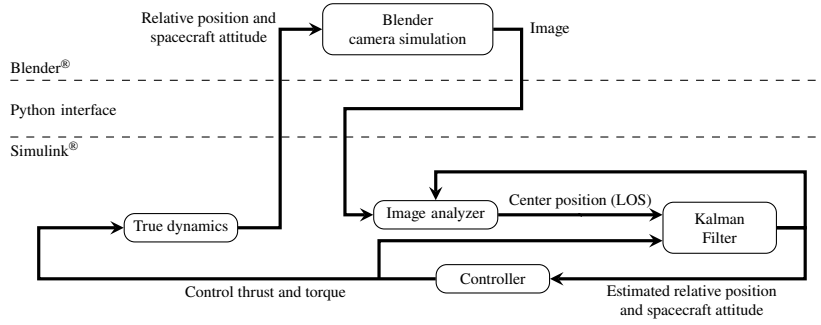 Relative position and
spacecraft attitude
Blender
camera simulation
Image
Blender®
Python interface
Simulink®
Center position (LOS)
Image analyzer
Kalman
Filter
True dynamics
Controller
Control thrust and torque
Estimated relative position
and spacecraft attitude